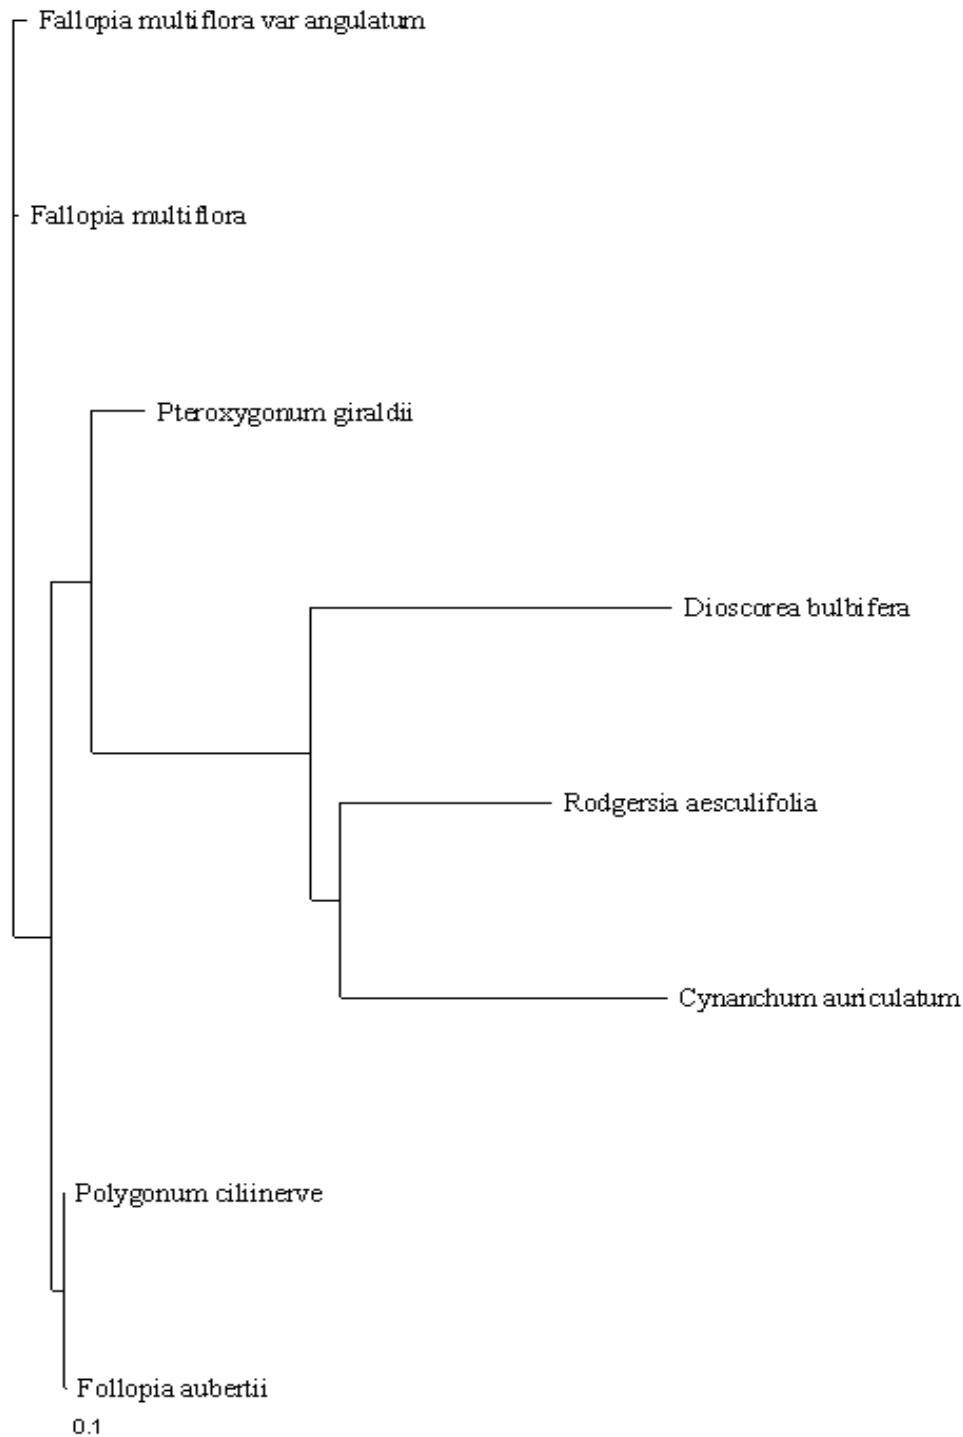 Fallopia multiflora var angulatum
Fallopia multiflora
Pteroxygonum giraldii
Dioscorea bulbifera
Rodgersia aesculifolia
Cynanchum auriculatum
Polygonum ciliinerve
Follopia aubertii
0.1